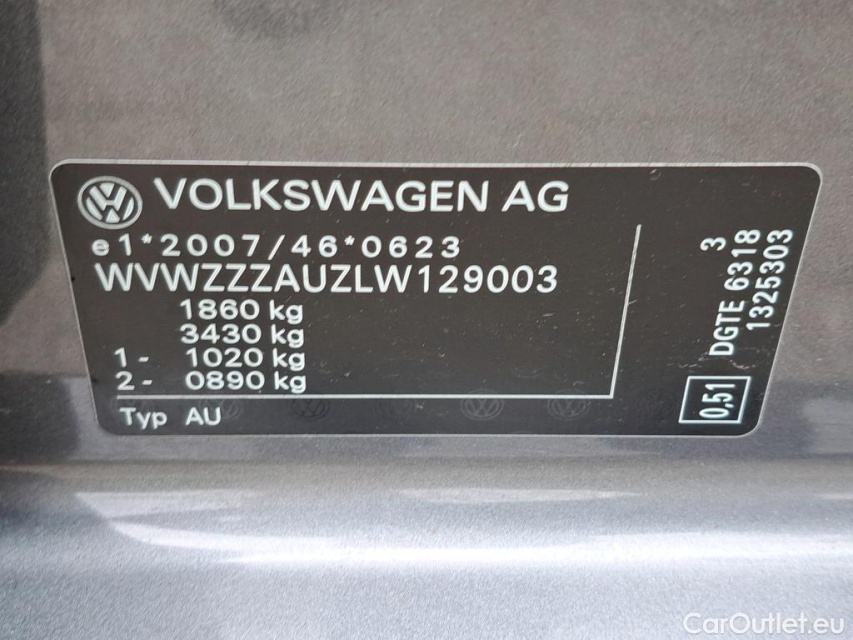 VOLKSWAGEN AG
e1*2007/46*0623
WVWZZZAUZLW129003
1860 kg
3430 kg
1- 1020 kg
2- 0890 kg
Typ AU
3
DGTE 6318
1325303
0,51
CarOutlet.eu